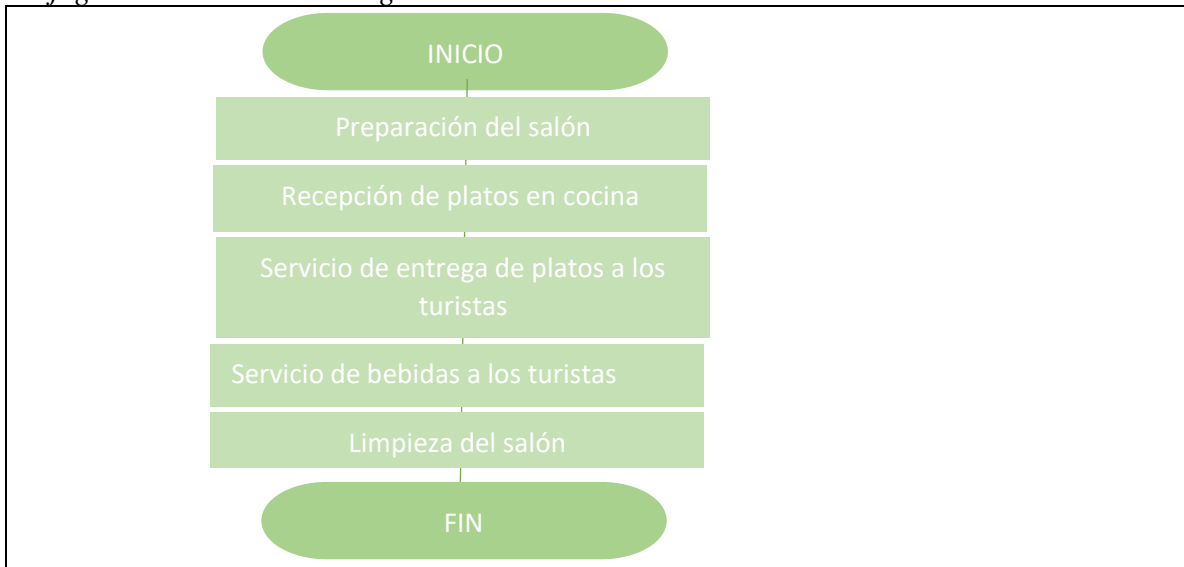 INICIO
Preparación del salón
Recepción de platos en cocina
Servicio de entrega de platos a los
turistas
Servicio de bebidas a los turistas
Limpieza del salón
FIN